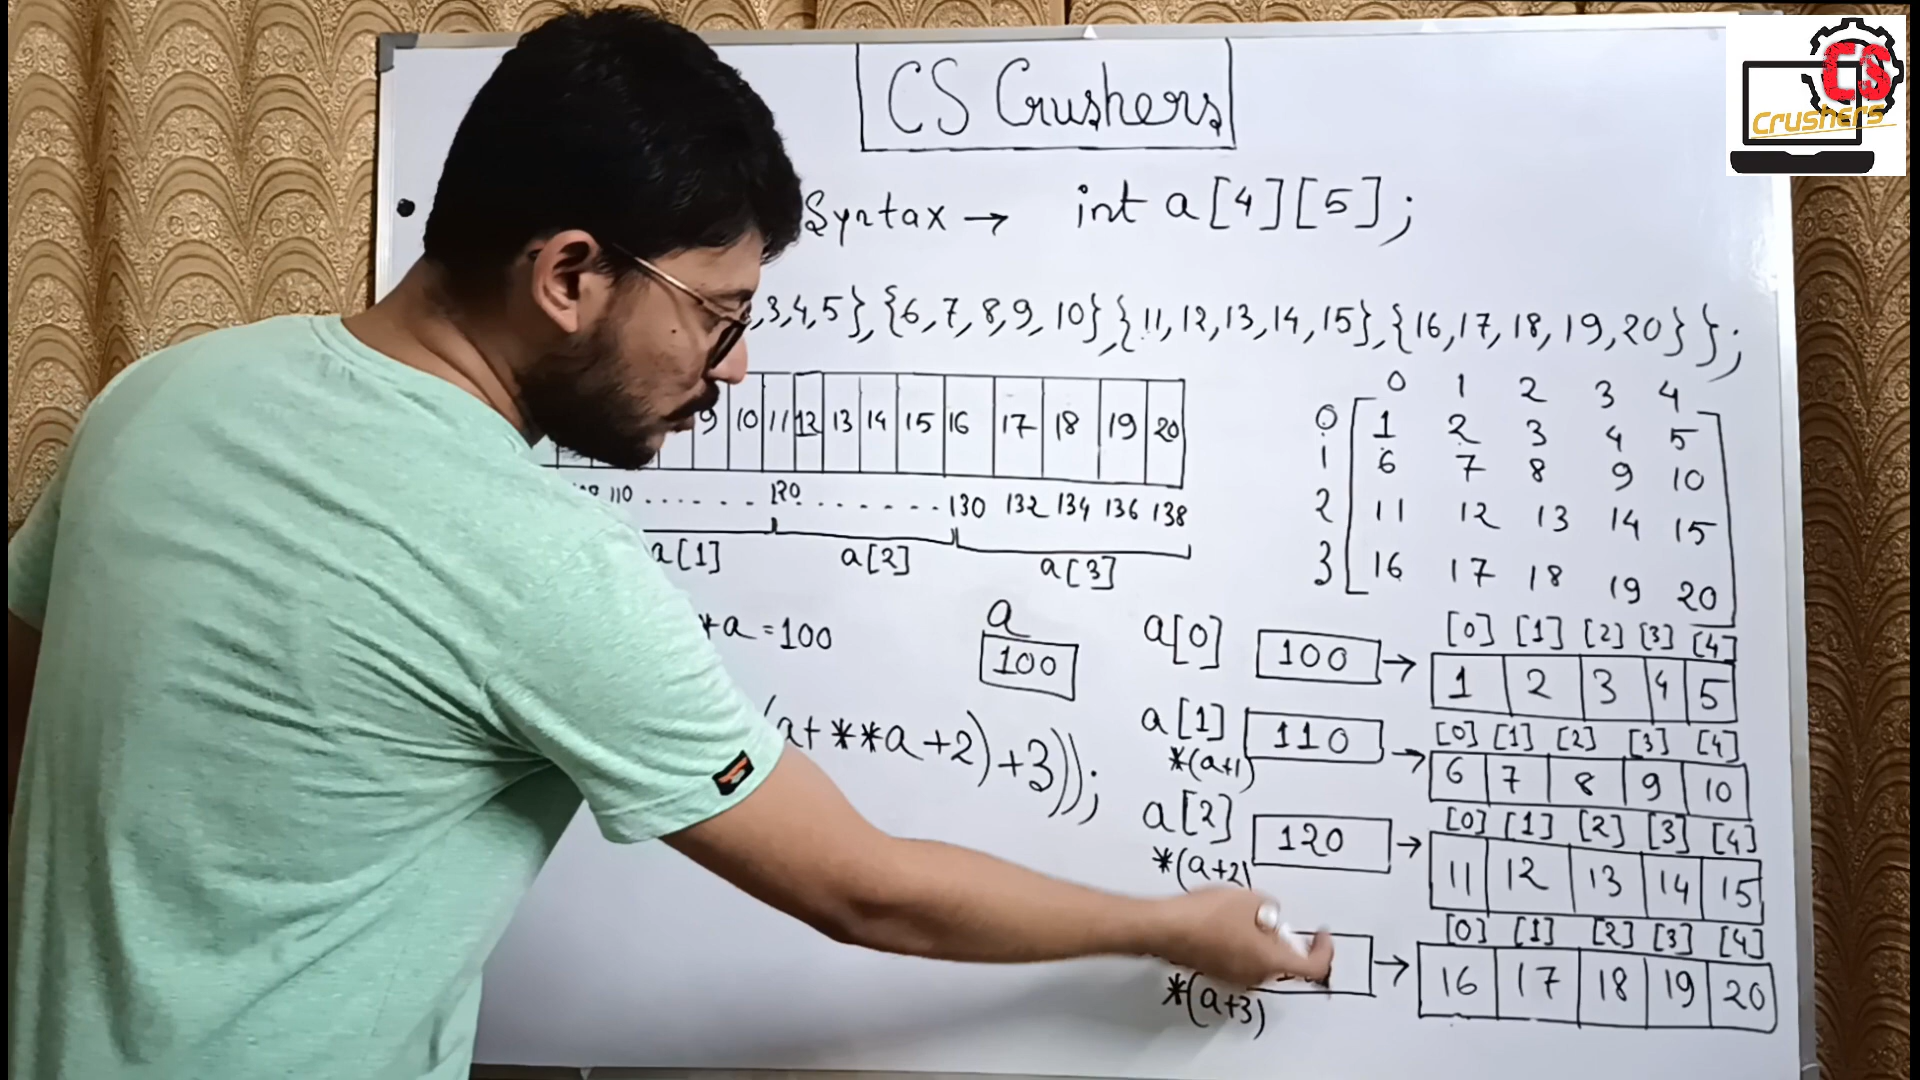 CS Crushers
CS
Crushers
Syntax → int a[4][5];
,3,4,5},{6,7,8,9,10},{11,12,13,14,15},{16,17,18,19,20}};
9 10 11 12 13 14 15 16 17 18 19 20
110 ...... 120 ....... 130 132 134 136 138
a[1] a[2] a[3]
0 1 2 3 4
0 1 2 3 4 5
1 6 7 8 9 10
2 11 12 13 14 15
3 16 17 18 19 20
*a = 100
a
100
(a+**a+2)+3));
[0] [1] [2] [3] [4]
a[0] 100 → 1 2 3 4 5
[0] [1] [2] [3] [4]
a[1] 110 → 6 7 8 9 10
*(a+1)
[0] [1] [2] [3] [4]
a[2] 120 → 11 12 13 14 15
*(a+2)
[0] [1] [2] [3] [4]
→ 16 17 18 19 20
*(a+3)